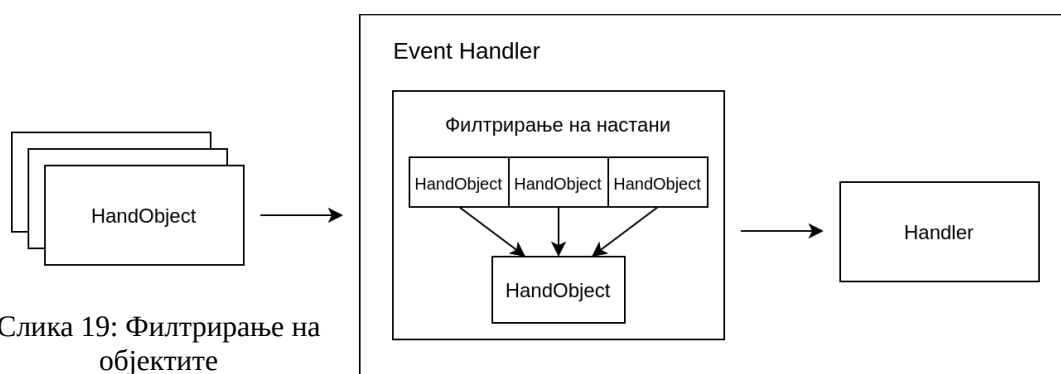 Event Handler
Филтрирање на настани
HandObject HandObject HandObject
HandObject
HandObject
Handler
Слика 19: Филтрирање на
објектите